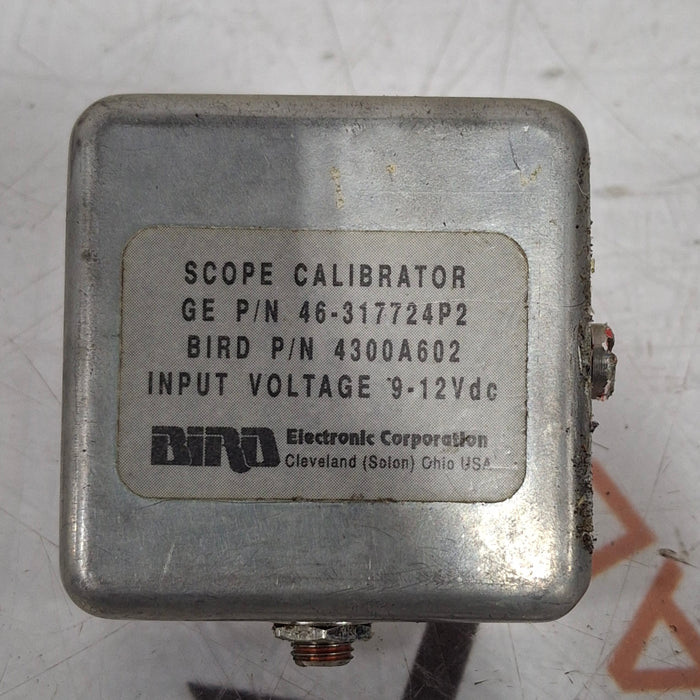 SCOPE CALIBRATOR
GE P/N 46-317724P2
BIRD P/N 4300A602
INPUT VOLTAGE 9-12Vdc
BIRD Electronic Corporation
Cleveland (Solon) Ohio USA